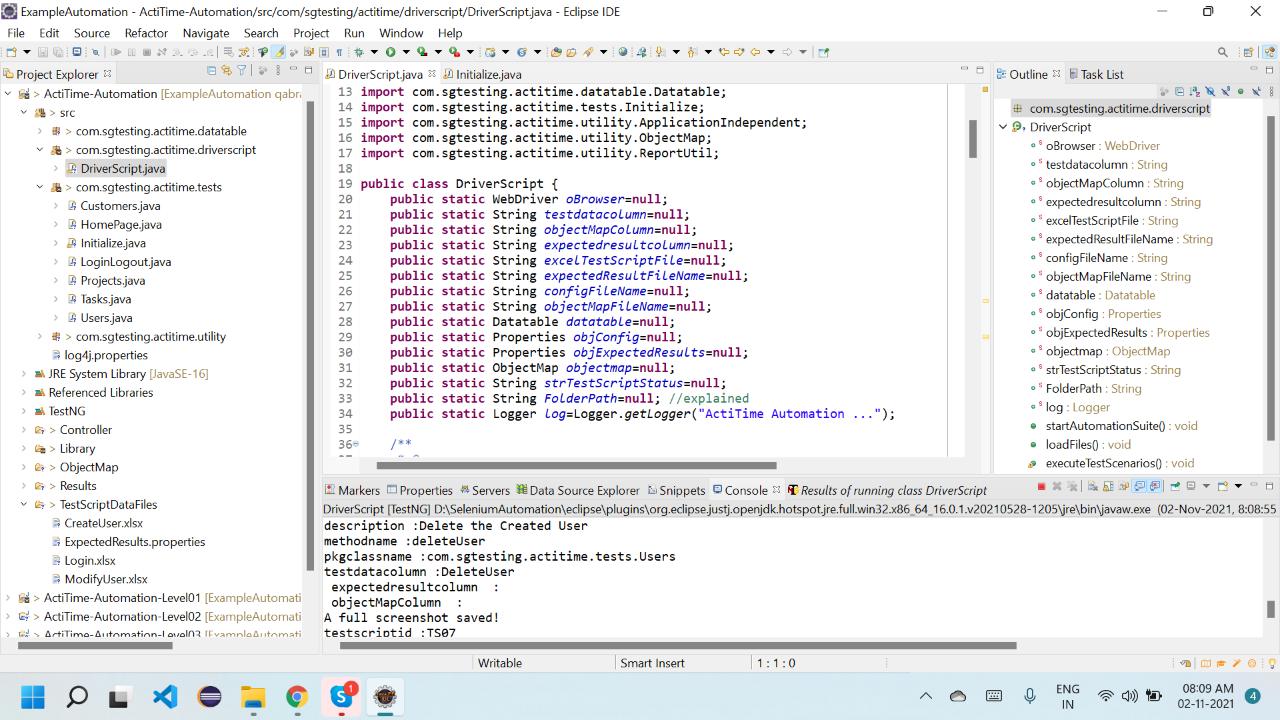 ExampleAutomation - ActiTime-Automation/src/com/sgtesting/actitime/driverscript/DriverScript.java - Eclipse IDE
File Edit Source Refactor Navigate Search Project Run Window Help
Project Explorer
ActiTime-Automation [ExampleAutomation qabra
src
com.sgtesting.actitime.datatable
com.sgtesting.actitime.driverscript
DriverScript.java
com.sgtesting.actitime.tests
Customers.java
HomePage.java
Initialize.java
LoginLogout.java
Projects.java
Tasks.java
Users.java
com.sgtesting.actitime.utility
log4j.properties
JRE System Library [JavaSE-16]
Referenced Libraries
TestNG
Controller
Library
ObjectMap
Results
TestScriptDataFiles
CreateUser.xlsx
ExpectedResults.properties
Login.xlsx
ModifyUser.xlsx
ActiTime-Automation-Level01 [ExampleAutomati
ActiTime-Automation-Level02 [ExampleAutomati
ActiTime-Automation-Level03 [ExampleAutomati
DriverScript.java Initialize.java
13 import com.sgtesting.actitime.datatable.Datatable;
14 import com.sgtesting.actitime.tests.Initialize;
15 import com.sgtesting.actitime.utility.ApplicationIndependent;
16 import com.sgtesting.actitime.utility.ObjectMap;
17 import com.sgtesting.actitime.utility.ReportUtil;
18
19 public class DriverScript {
20 public static WebDriver oBrowser=null;
21 public static String testdatacolumn=null;
22 public static String objectMapColumn=null;
23 public static String expectedresultcolumn=null;
24 public static String excelTestScriptFile=null;
25 public static String expectedResultFileName=null;
26 public static String configFileName=null;
27 public static String objectMapFileName=null;
28 public static Datatable datatable=null;
29 public static Properties objConfig=null;
30 public static Properties objExpectedResults=null;
31 public static ObjectMap objectmap=null;
32 public static String strTestScriptStatus=null;
33 public static String FolderPath=null; //explained
34 public static Logger log=Logger.getLogger("ActiTime Automation ...");
35
36 /**
Outline Task List
com.sgtesting.actitime.driverscript
DriverScript
oBrowser : WebDriver
testdatacolumn : String
objectMapColumn : String
expectedresultcolumn : String
excelTestScriptFile : String
expectedResultFileName : String
configFileName : String
objectMapFileName : String
datatable : Datatable
objConfig : Properties
objExpectedResults : Properties
objectmap : ObjectMap
strTestScriptStatus : String
FolderPath : String
log : Logger
startAutomationSuite() : void
loadFiles() : void
executeTestScenarios() : void
Markers Properties Servers Data Source Explorer Snippets Console Results of running class DriverScript
DriverScript [TestNG] D:\SeleniumAutomation\eclipse\plugins\org.eclipse.justj.openjdk.hotspot.jre.full.win32.x86_64_16.0.1.v20210528-1205\jre\bin\javaw.exe (02-Nov-2021, 8:08:55
description :Delete the Created User
methodname :deleteUser
pkgclassname :com.sgtesting.actitime.tests.Users
testdatacolumn :DeleteUser
expectedresultcolumn :
objectMapColumn :
A full screenshot saved!
testscriptid :TS07
Writable Smart Insert 1 : 1 : 0
1
ENG
IN
08:09 AM
02-11-2021
4